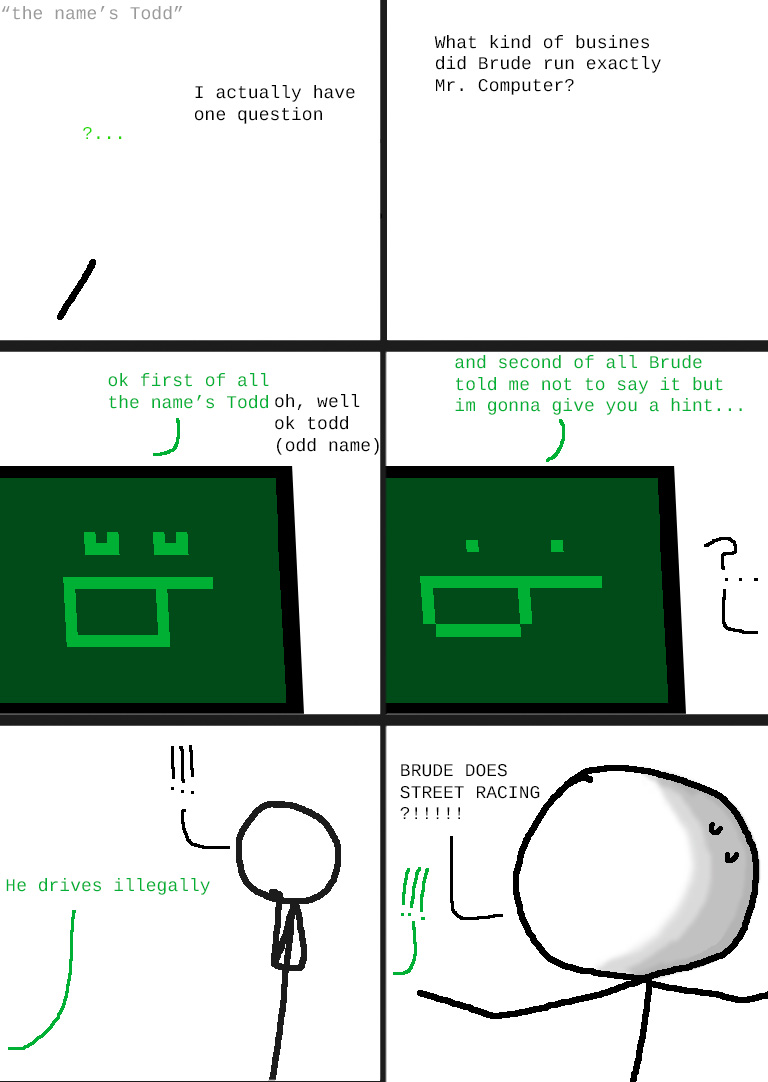 “the name’s Todd”
I actually have
one question
?...
What kind of busines
did Brude run exactly
Mr. Computer?
ok first of all
the name’s Todd
oh, well
ok todd
(odd name)
and second of all Brude
told me not to say it but
im gonna give you a hint...
?...
!!!
He drives illegally
BRUDE DOES
STREET RACING
?!!!!!
!!!